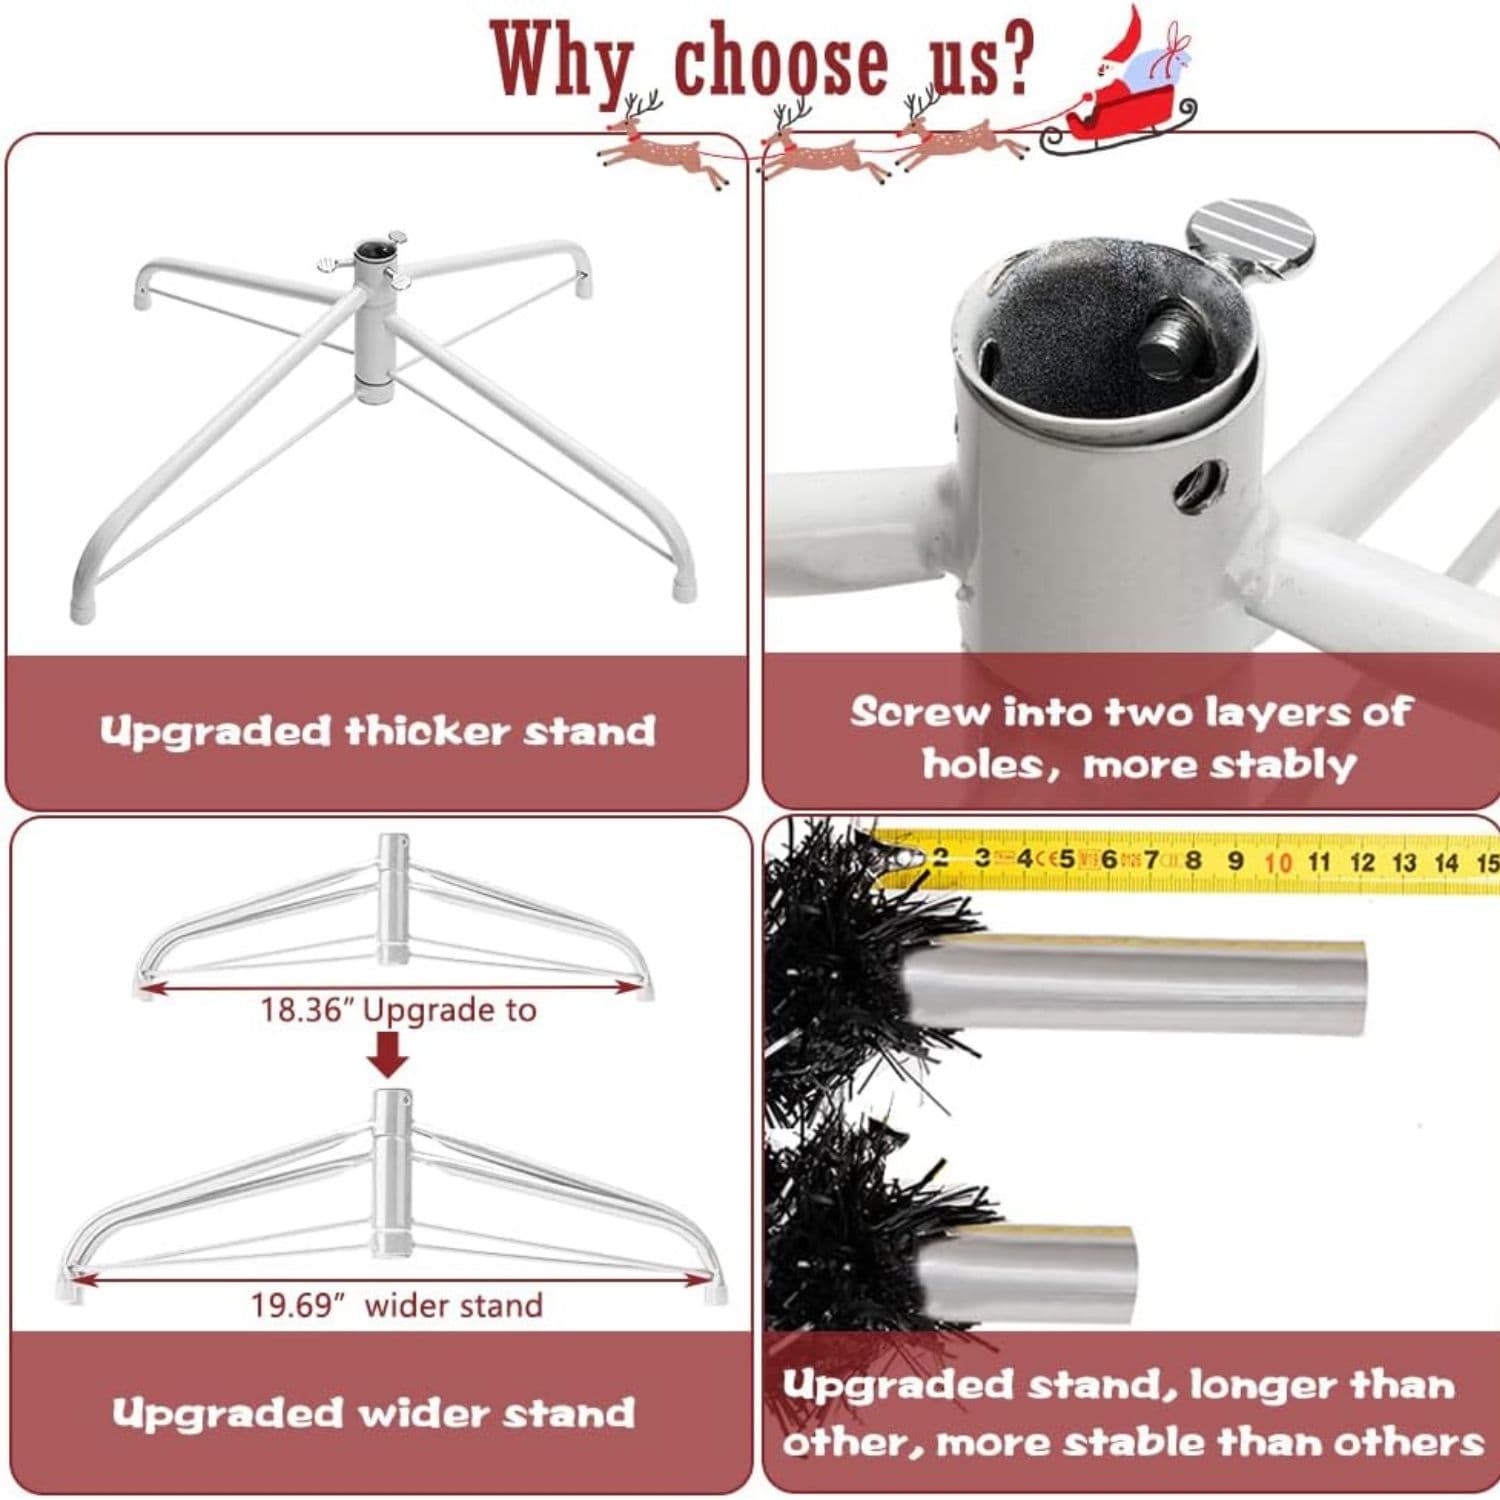 Why choose us?
Upgraded thicker stand
Screw into two layers of
holes, more stably
18.36” Upgrade to
19.69” wider stand
Upgraded wider stand
2 3 4 C€5 6 7 8 9 10 11 12 13 14 15
Upgraded stand, longer than
other, more stable than others